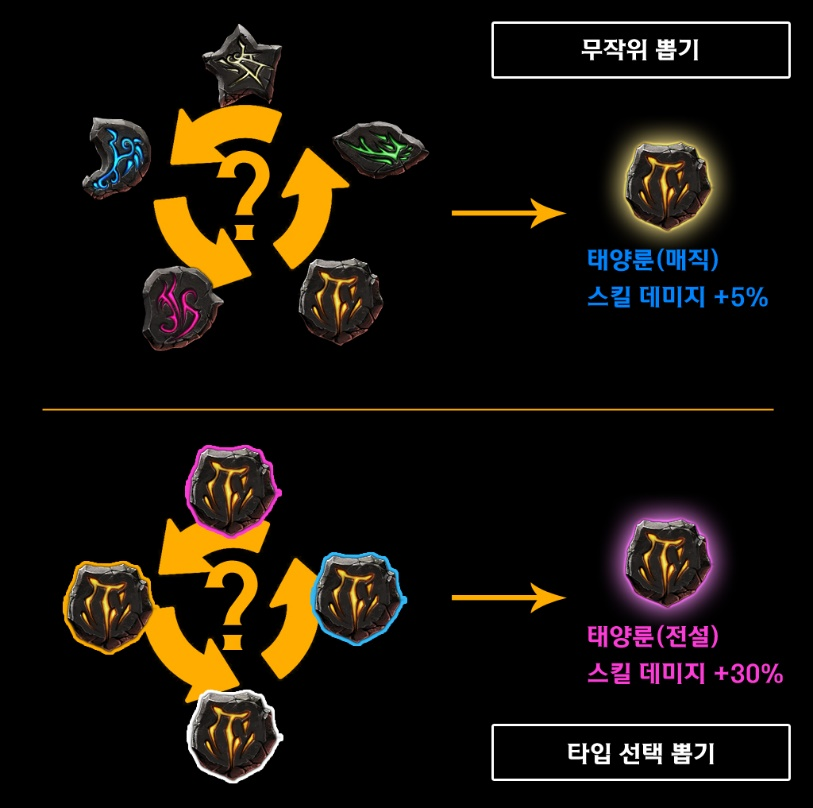 무작위 뽑기
?
태양룬(매직)
스킬 데미지 +5%
?
태양룬(전설)
스킬 데미지 +30%
타입 선택 뽑기